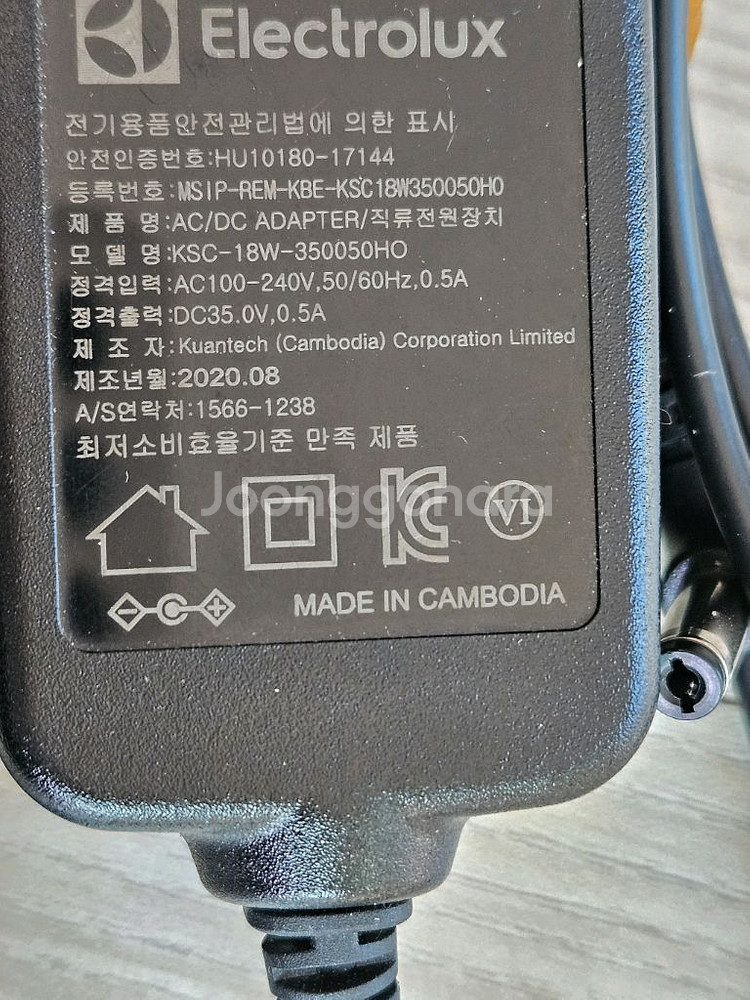 Electrolux
전기용품안전관리법에 의한 표시
안전인증번호:HU10180-17144
등록번호:MSIP-REM-KBE-KSC18W350050HO
제 품 명:AC/DC ADAPTER/직류전원장치
모 델 명:KSC-18W-350050HO
정격입력:AC100-240V,50/60Hz,0.5A
정격출력:DC35.0V,0.5A
제 조 자:Kuantech (Cambodia) Corporation Limited
제조년월:2020.08
A/S연락처:1566-1238
최저소비효율기준 만족 제품
Joonggonara
VI
MADE IN CAMBODIA